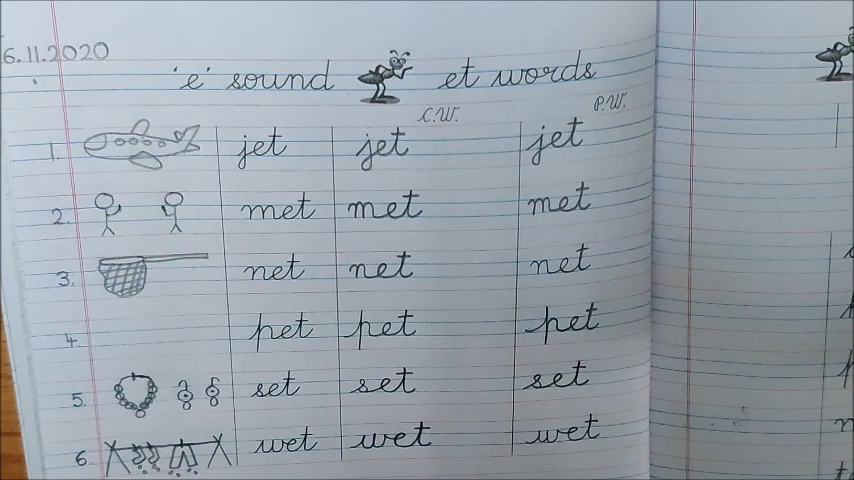 6.11.2020
'e' sound et words
C.W. P.W.
1. jet jet jet
2. met met met
3. net net net
4. pet pet pet
5. set set set
6. wet wet wet